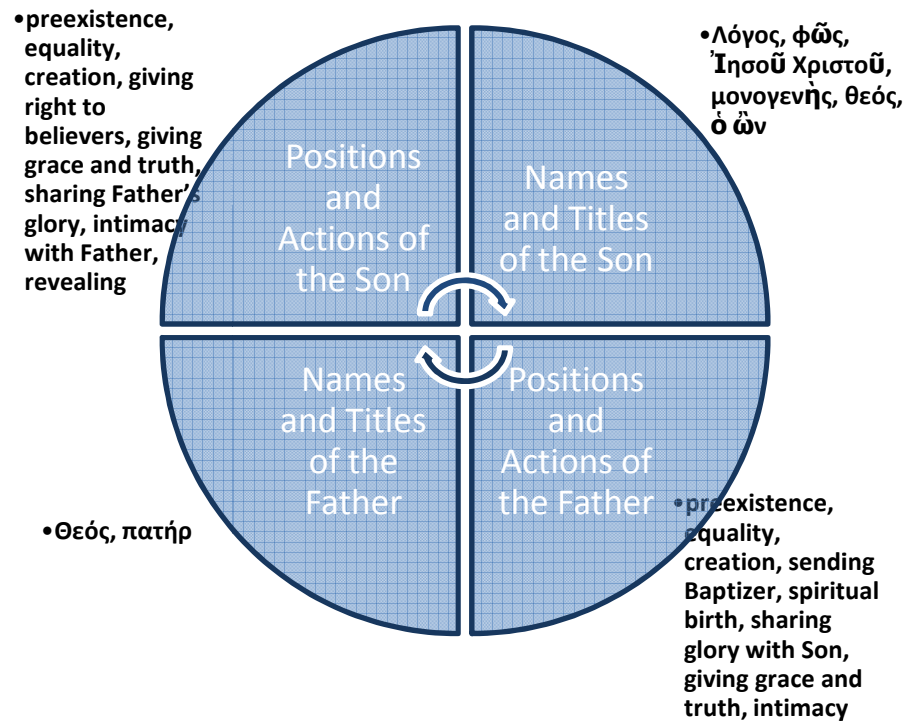 •preexistence,
equality,
creation, giving
right to
believers, giving
grace and truth,
sharing Father's
glory, intimacy
with Father,
revealing
Positions
and
Actions of
the Son
Names
and Titles
of the Son
•Λόγος, φῶς,
Ἰησοῦ Χριστοῦ,
μονογενὴς, θεός,
ὁ ὢν
Names
and Titles
of the
Father
•Θεός, πατήρ
Positions
and
Actions of
the Father
•preexistence,
equality,
creation, sending
Baptizer, spiritual
birth, sharing
glory with Son,
giving grace and
truth, intimacy